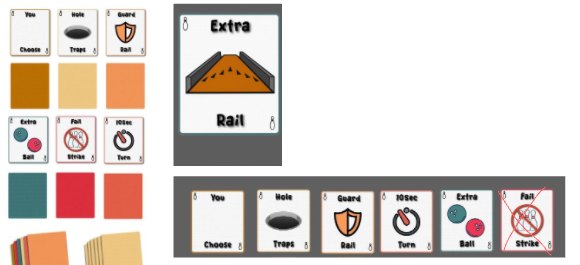 You Hole Guard
Choose Traps Rail
Extra Fail 10Sec
Ball Strike Turn
Extra
Rail
You Hole Guard 10Sec Extra Fail
Choose Traps Rail Turn Ball Strike